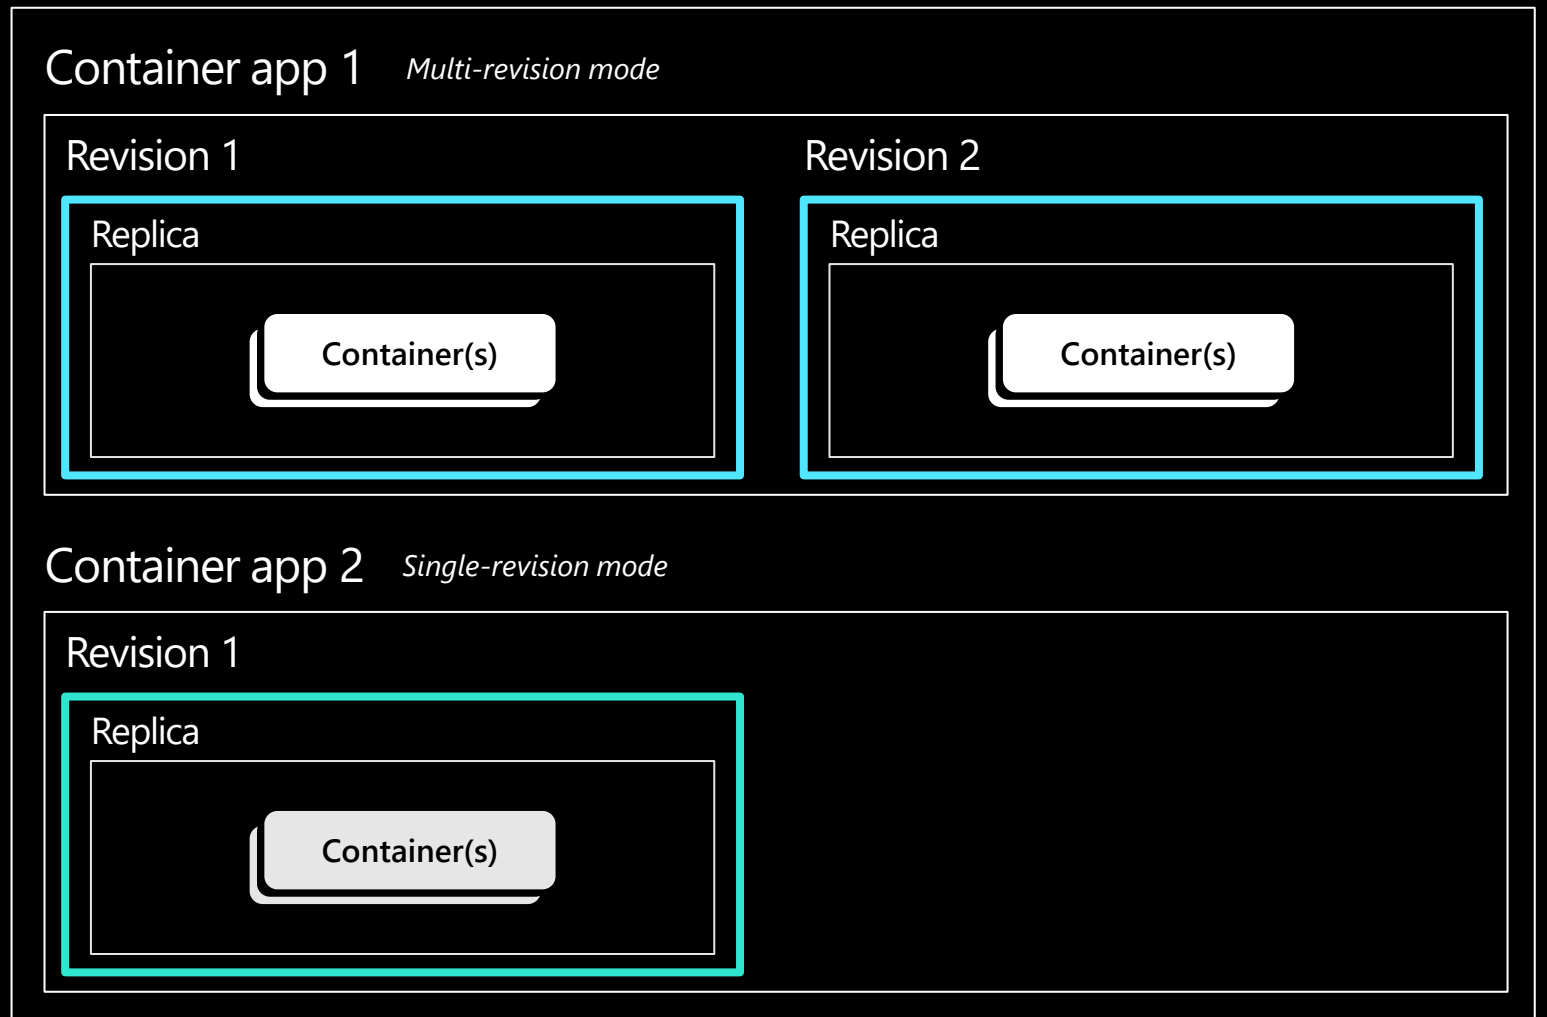 Container app 1 Multi-revision mode
Revision 1 Revision 2
Replica Replica
Container(s) Container(s)
Container app 2 Single-revision mode
Revision 1
Replica
Container(s)